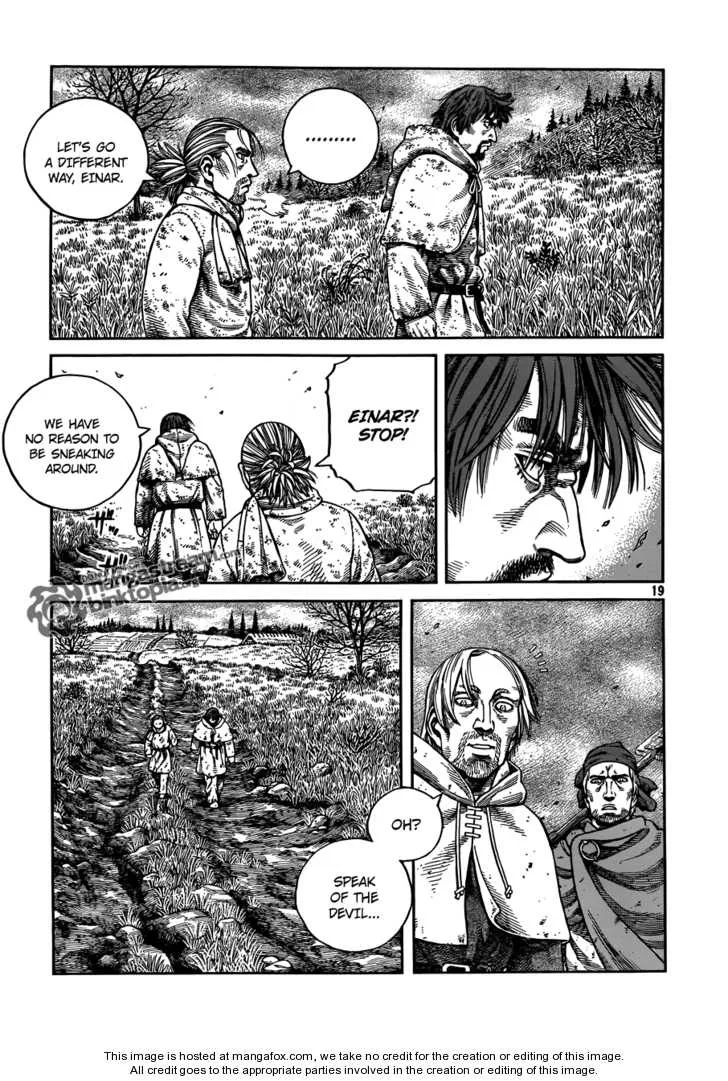 LET'S GO
A DIFFERENT
WAY, EINAR.
.........
WE HAVE
NO REASON TO
BE SNEAKING
AROUND.
EINAR?!
STOP!
19
OH?
SPEAK
OF THE
DEVIL...
This image is hosted at mangafox.com, we take no credit for the creation or editing of this image.
All credit goes to the appropriate parties involved in the creation or editing of this image.